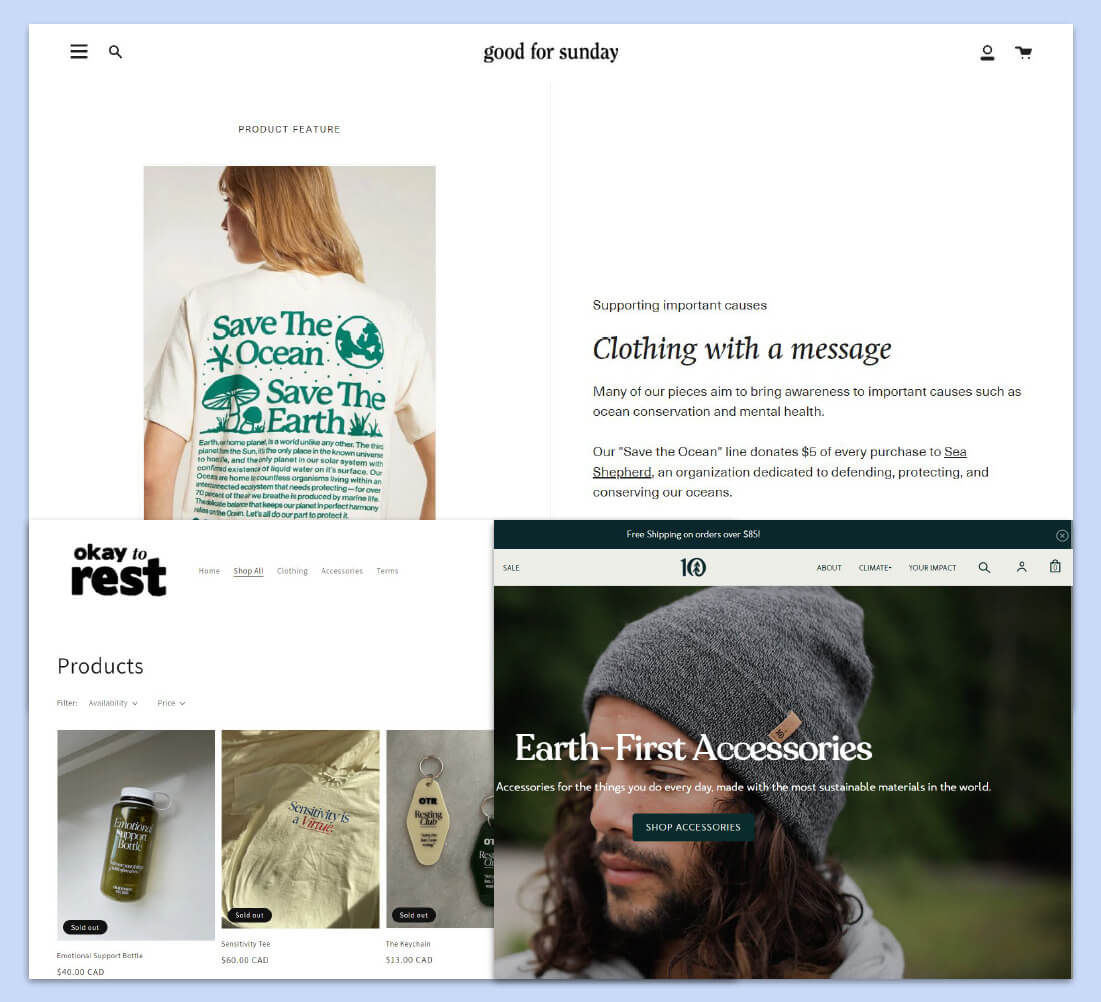 good for sunday
PRODUCT FEATURE
Save The
Ocean
Save The
Earth
Earth, our home planet, is a world unlike any other. The third
planet from the Sun, it's the only place in the known universe
to hostle, and the only planet in our solar system with
confirmed existence of liquid water on it's surface. Our
Oceans are home to countless organisms living within an
interconnected ecosystem that needs protecting—for over
70 percent of the air we breathe is produced by marine life.
The delicate balance that keeps our planet in perfect harmony
relies on the Ocean. Let's all do our part to protect it.
Supporting important causes
Clothing with a message
Many of our pieces aim to bring awareness to important causes such as
ocean conservation and mental health.
Our "Save the Ocean" line donates $5 of every purchase to Sea
Shepherd, an organization dedicated to defending, protecting, and
conserving our oceans.
okay to
rest
Home Shop All Clothing Accessories Terms
Products
Filter: Availability Price
Emotional
Support
Bottle
Sold out
Emotional Support Bottle
$40.00 CAD
Sensitivity is
a Virtue.
Sold out
Sensitivity Tee
$60.00 CAD
OTR
Resting
Club
Sold out
The Keychain
$13.00 CAD
Free Shipping on orders over $85!
SALE
10
ABOUT CLIMATE YOUR IMPACT
0
10
Earth-First Accessories
Accessories for the things you do every day, made with the most sustainable materials in the world.
SHOP ACCESSORIES